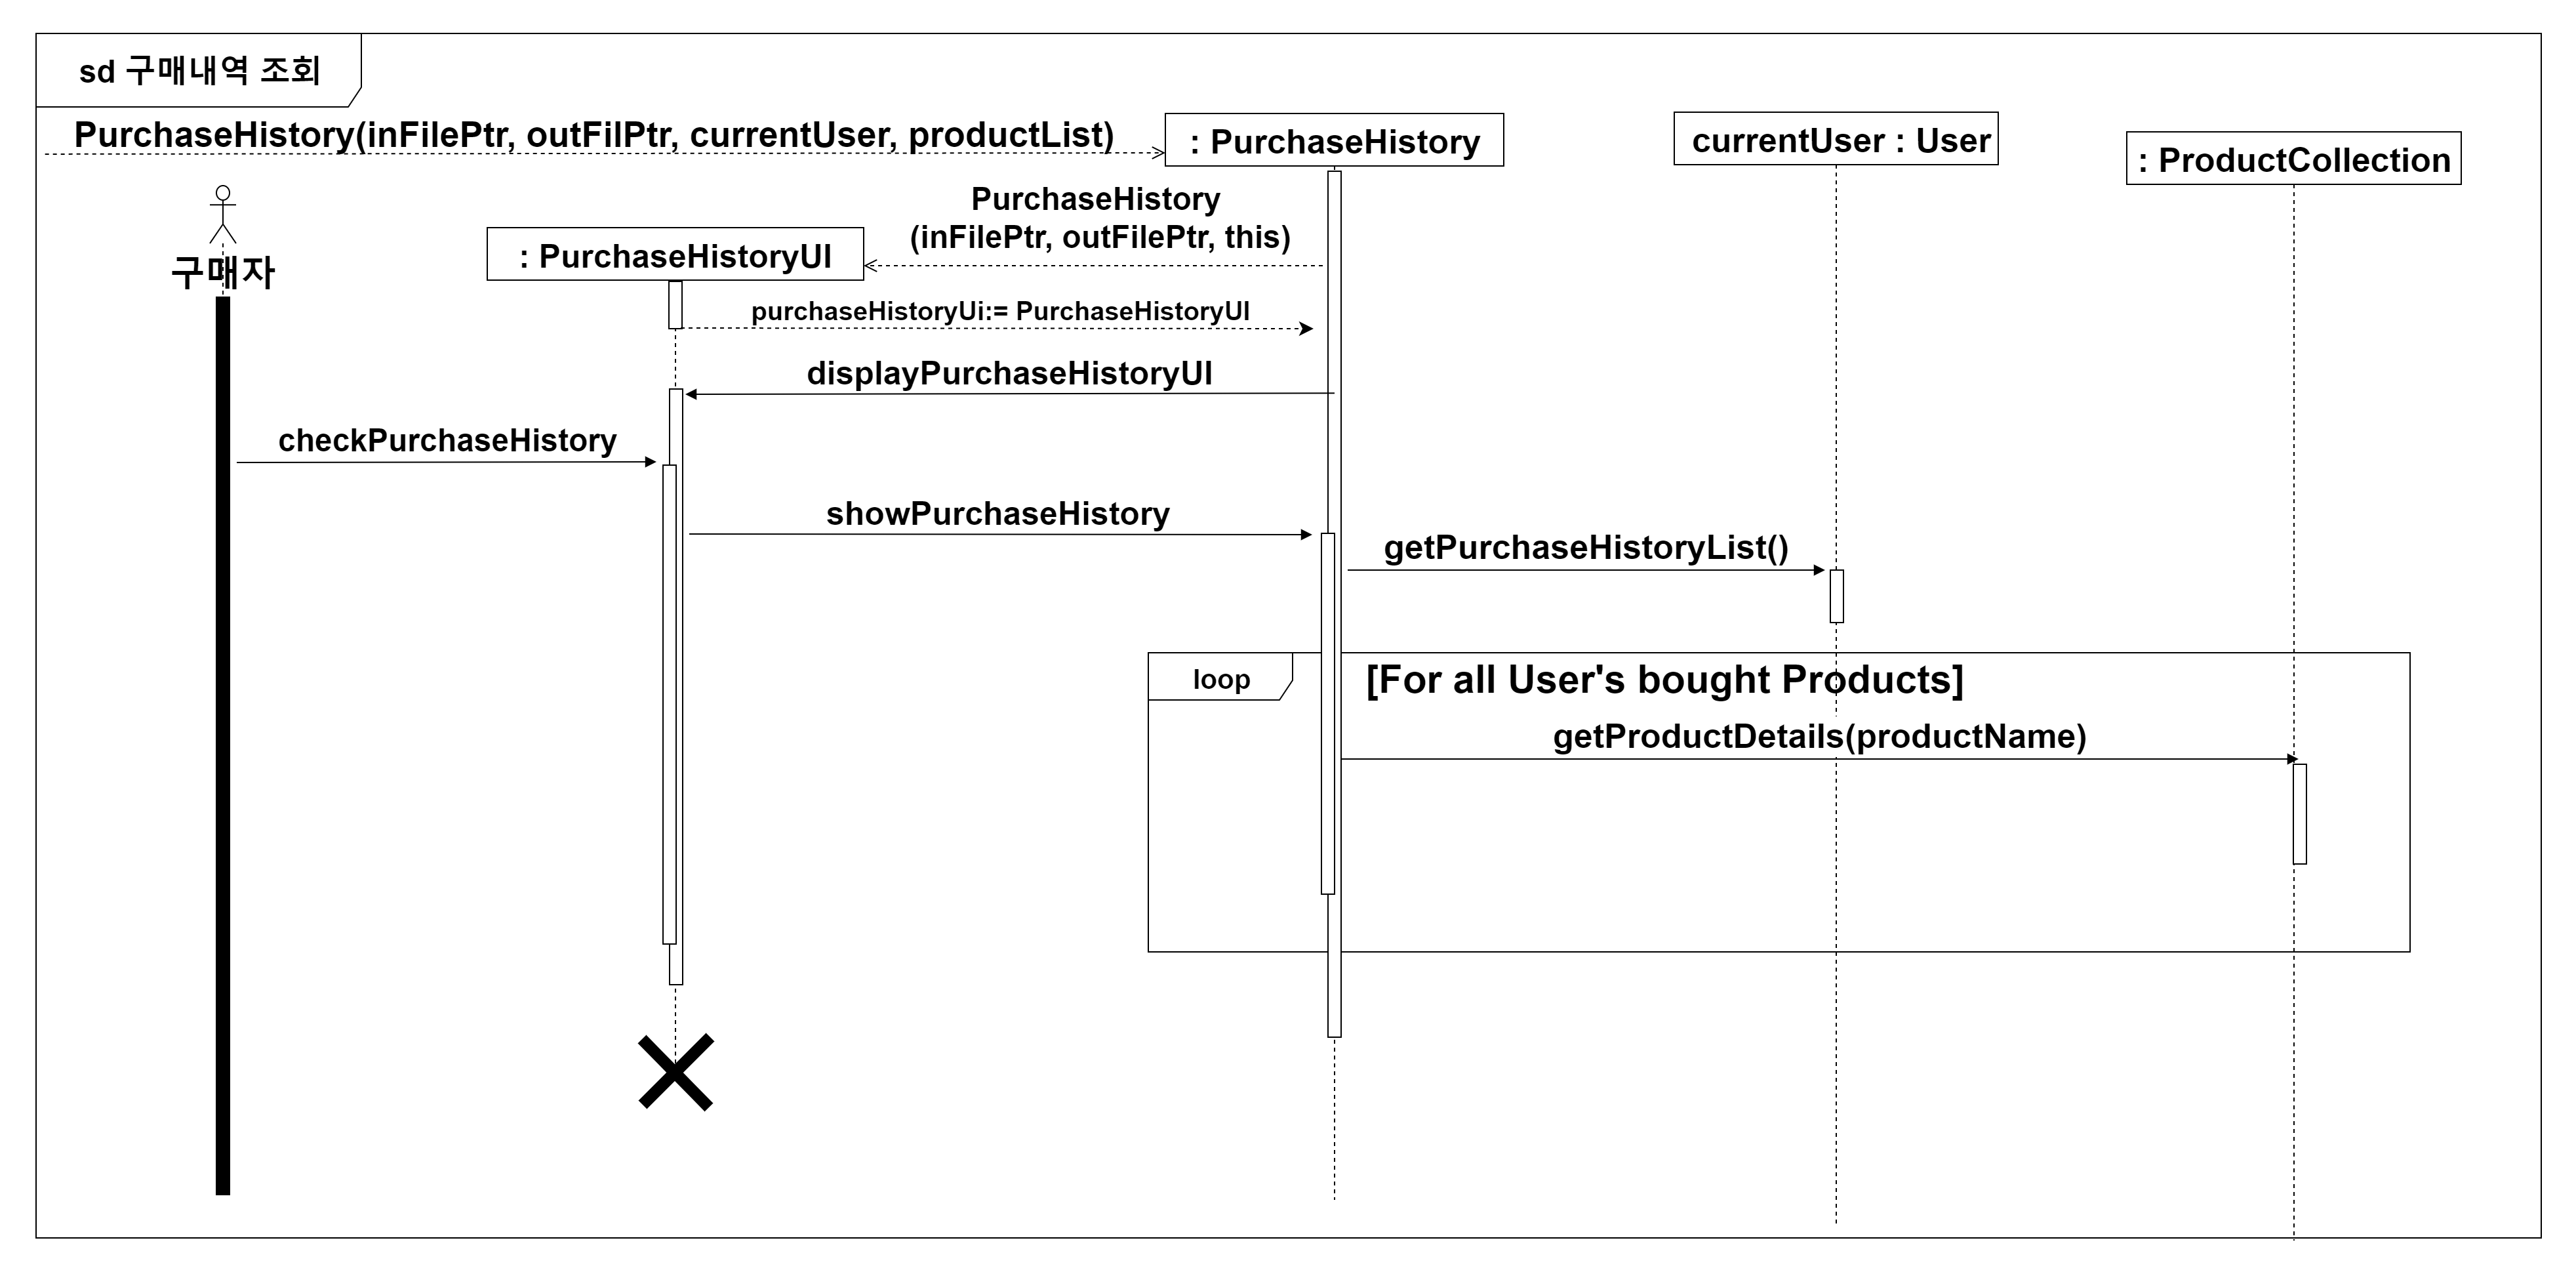 sd 구매내역 조회
PurchaseHistory(inFilePtr, outFilPtr, currentUser, productList)
: PurchaseHistory
currentUser : User
: ProductCollection
구매자
: PurchaseHistoryUI
PurchaseHistory
(inFilePtr, outFilePtr, this)
purchaseHistoryUi:= PurchaseHistoryUI
displayPurchaseHistoryUI
checkPurchaseHistory
showPurchaseHistory
getPurchaseHistoryList()
loop
[For all User's bought Products]
getProductDetails(productName)